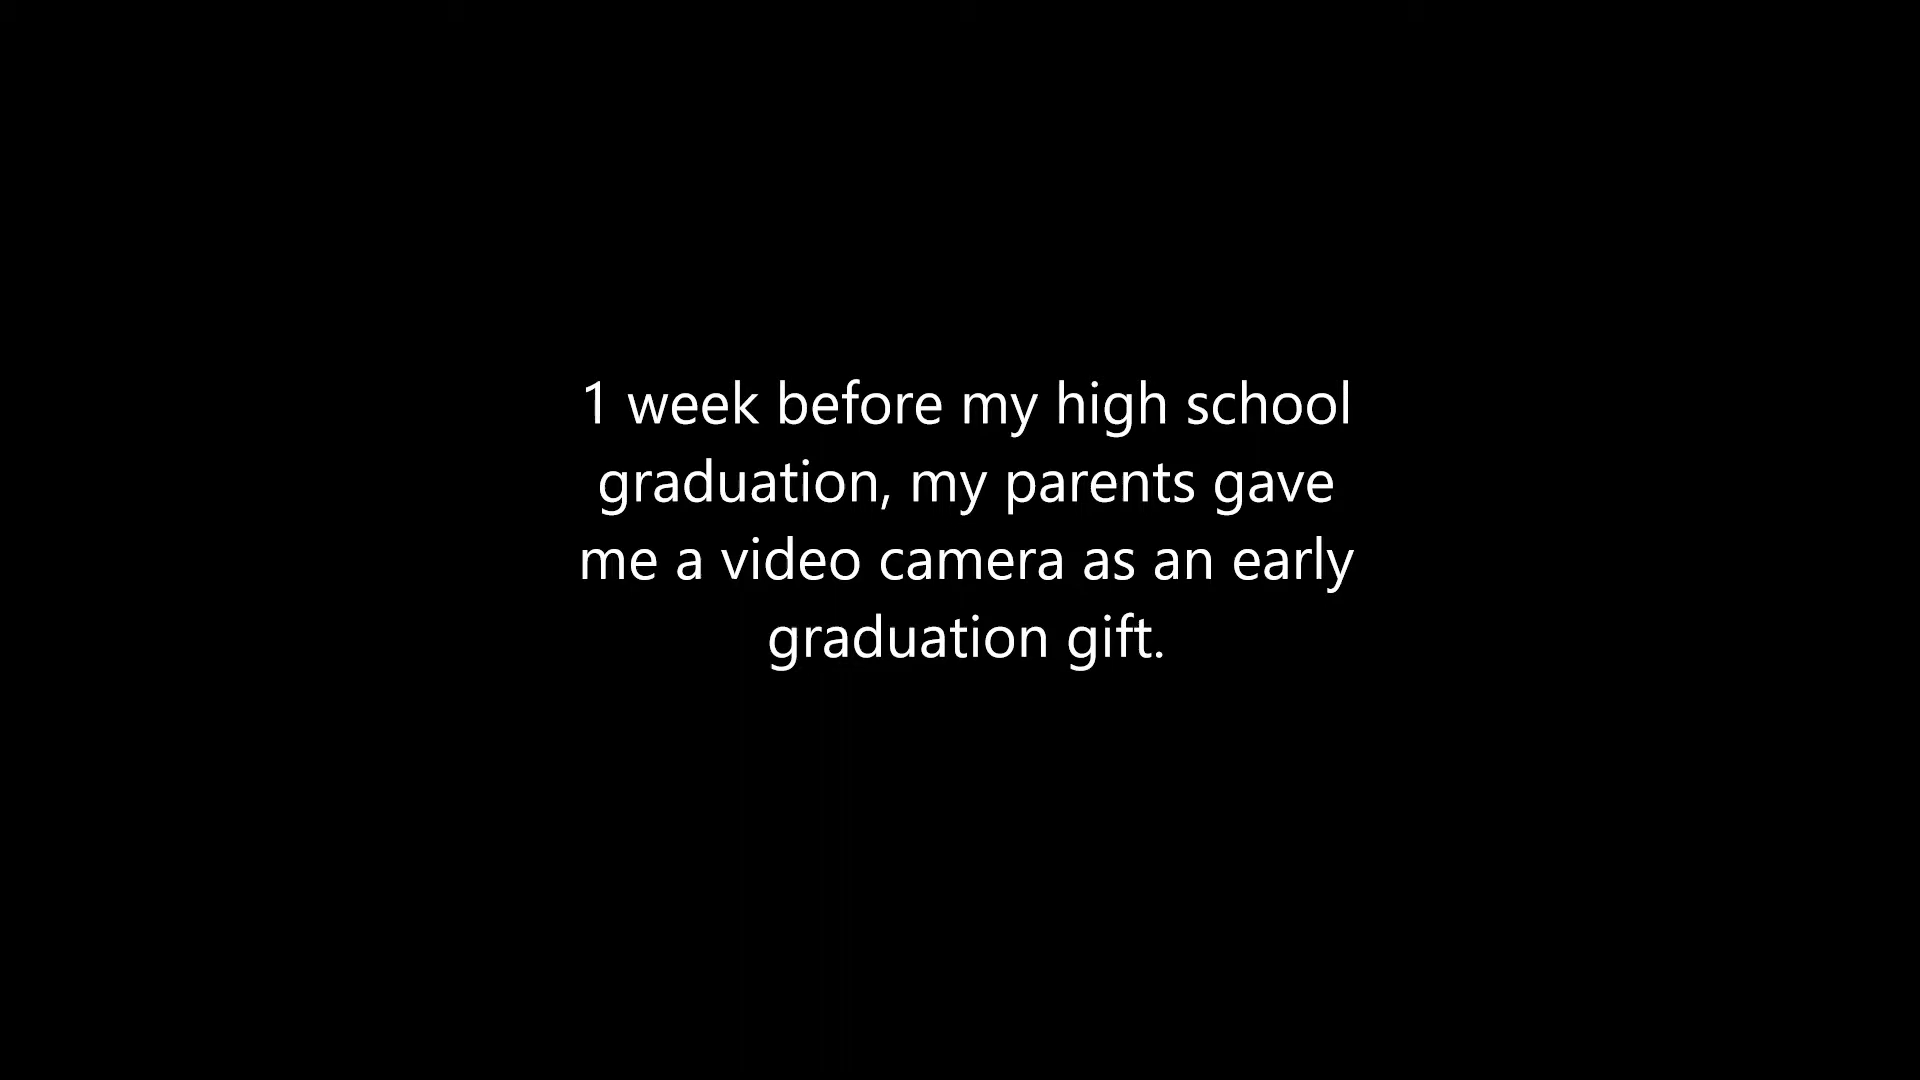 1 week before my high school
graduation, my parents gave
me a video camera as an early
graduation gift.